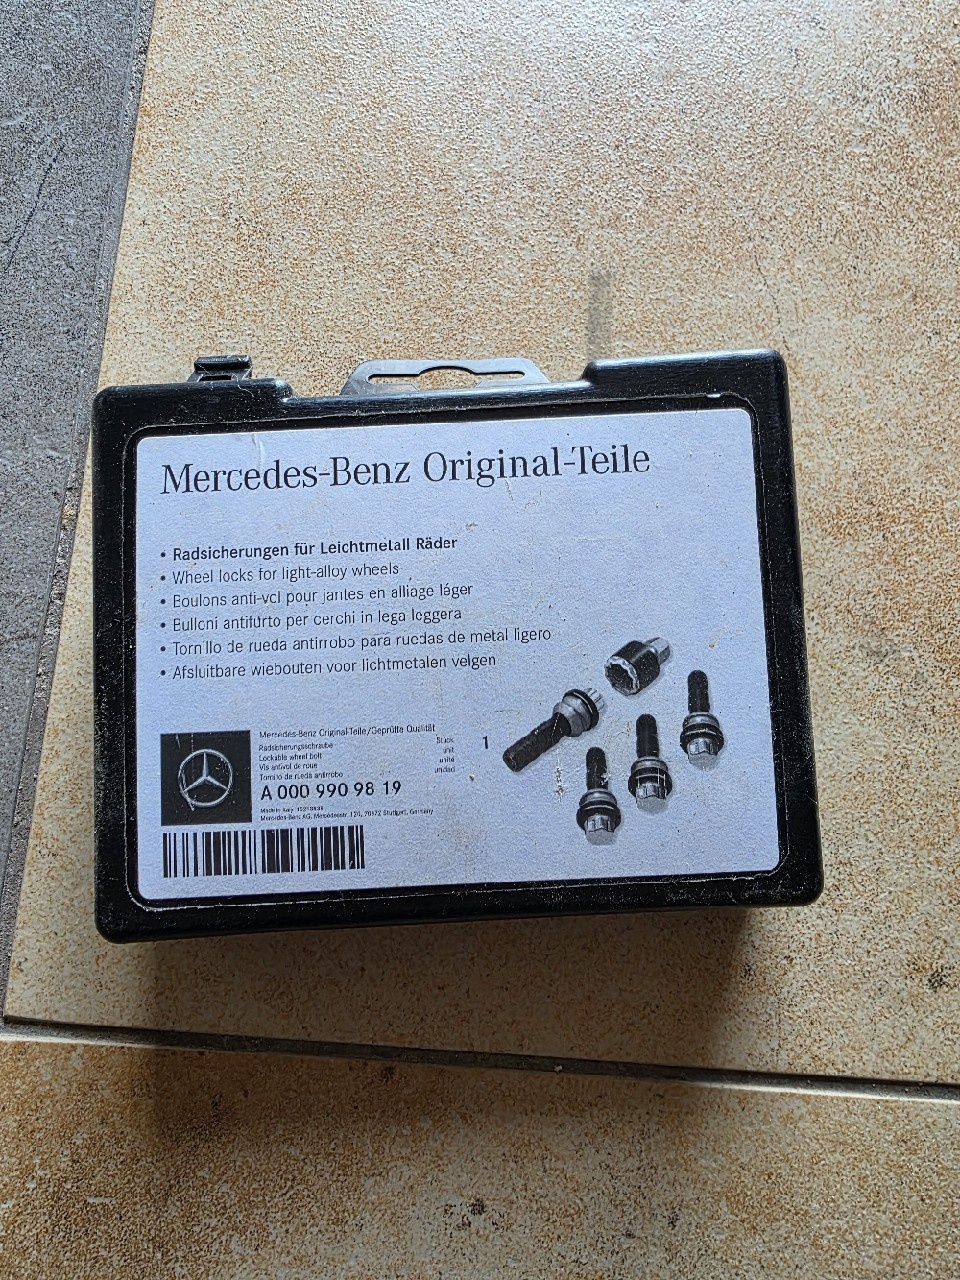 Mercedes-Benz Original-Teile
• Radsicherungen für Leichtmetall Räder
• Wheel locks for light-alloy wheels
• Boulons anti-vol pour jantes en alliage léger
• Bulloni antifurto per cerchi in lega leggera
• Tornillo de rueda antirrobo para ruedas de metal ligero
• Afsluitbare wielbouten voor lichtmetalen velgen
Mercedes-Benz Original-Teile/Geprüfte Qualität
Radsicherungsschraube
Lockable wheel bolt
Vis antivol de roue
Tornillo de rueda antirrobo
Stück
unit
unité
unidad
1
A 000 990 98 19
Made in Italy
Mercedes-Benz AG, Mercedesstr. 120, 70372 Stuttgart, Germany